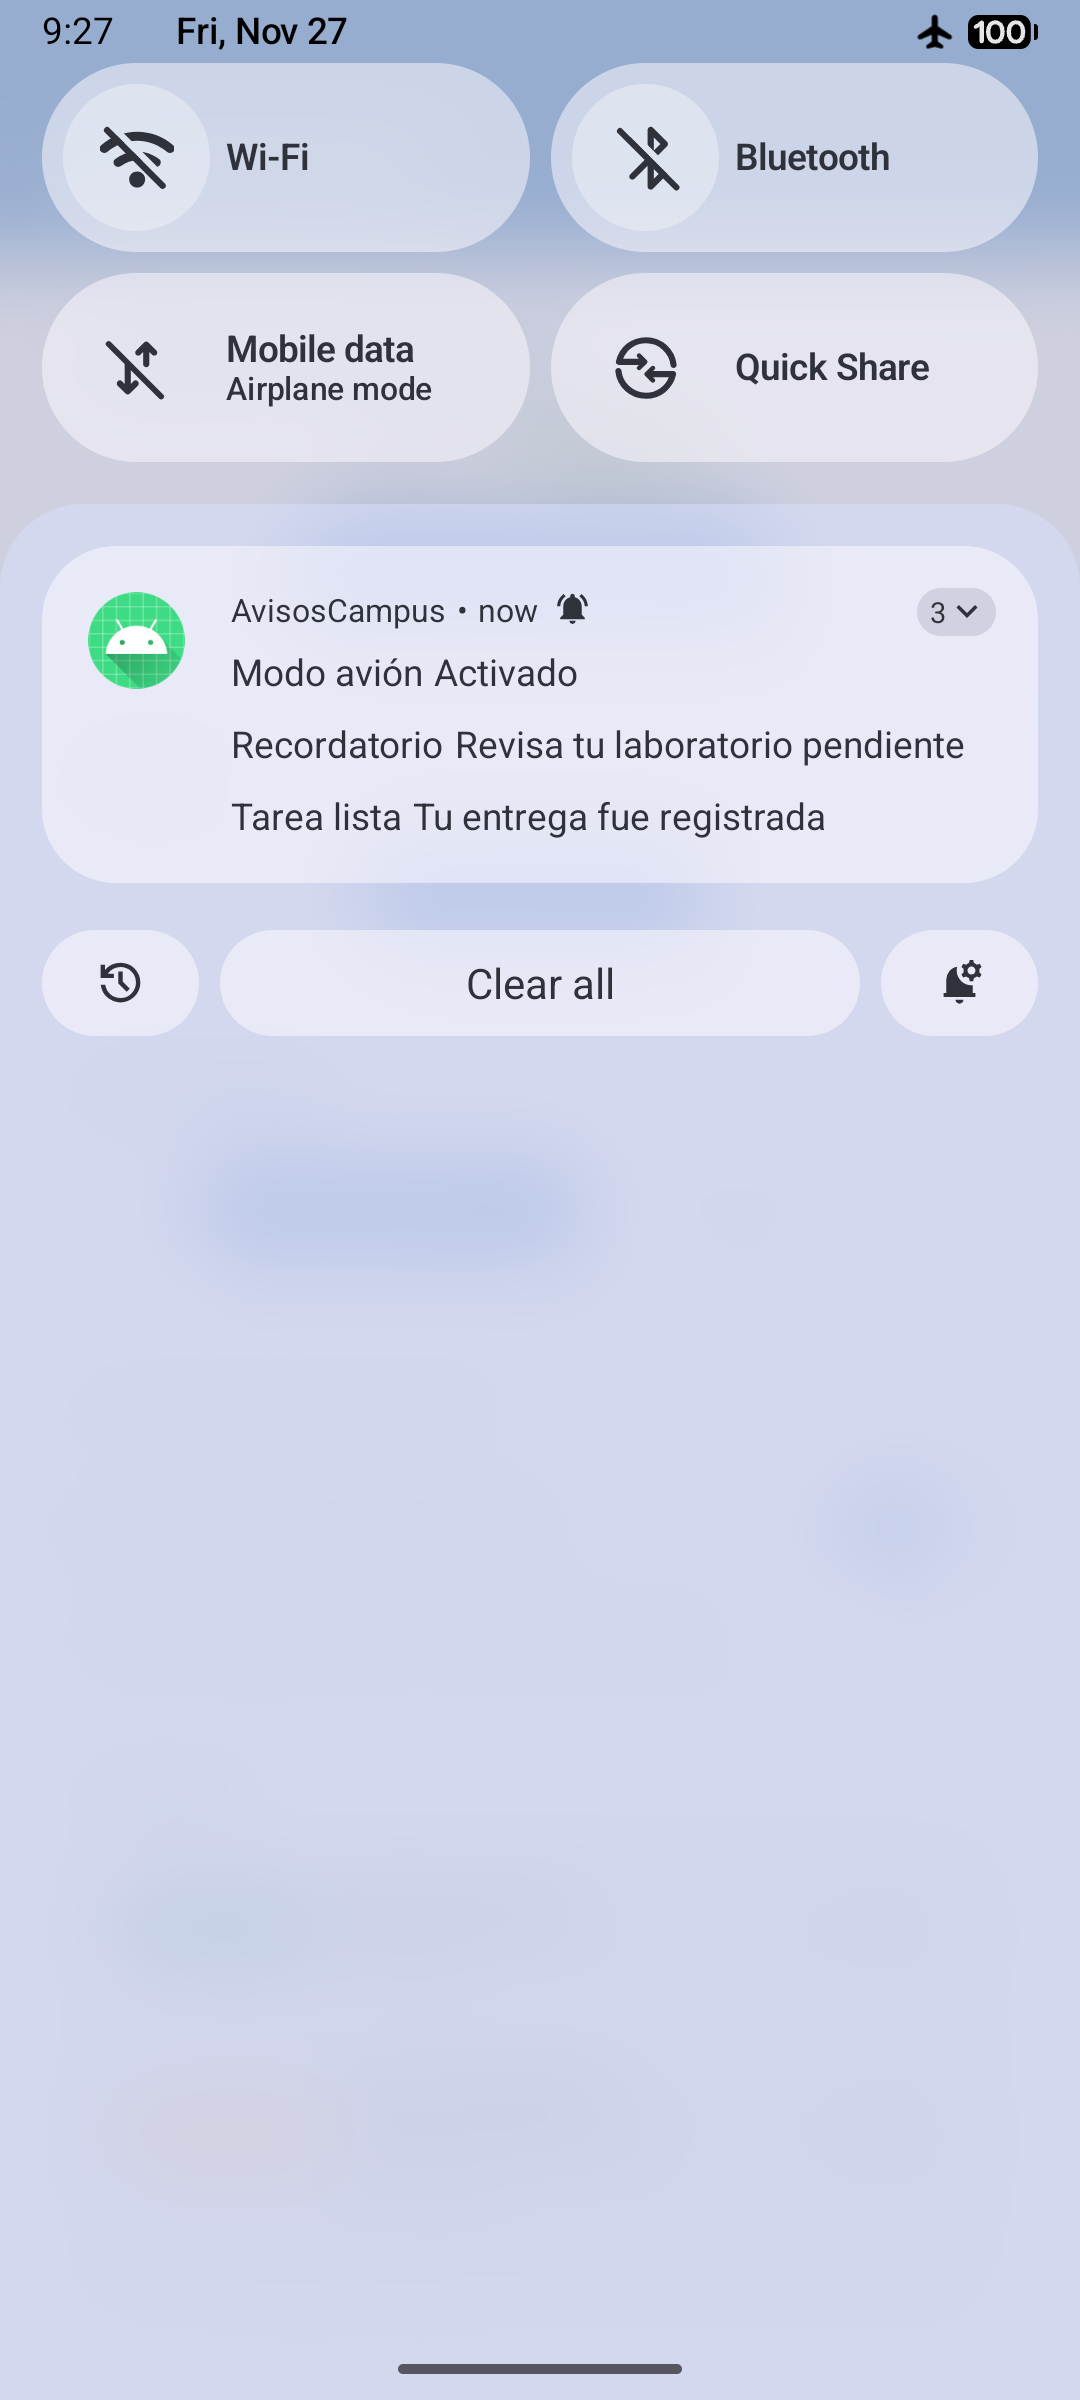 9:27 Fri, Nov 27 100
Wi-Fi
Bluetooth
Mobile data
Airplane mode
Quick Share
AvisosCampus • now
3
Modo avión Activado
Recordatorio Revisa tu laboratorio pendiente
Tarea lista Tu entrega fue registrada
Clear all